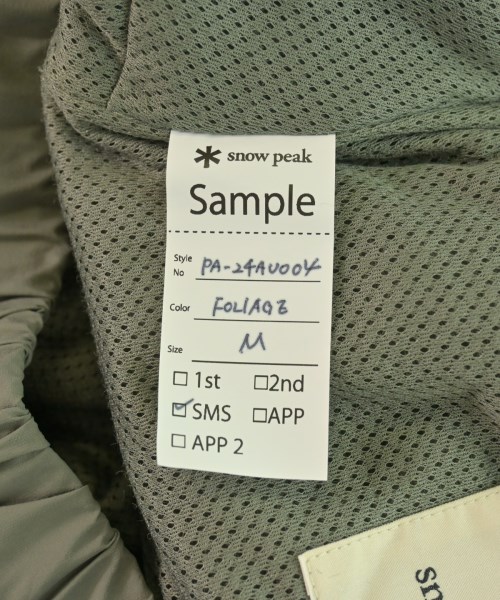 snow peak
Sample
Style No PA-24AU004
Color FOLIAGE
Size M
☐ 1st ☐2nd
☑ SMS ☐APP
☐ APP 2
sn